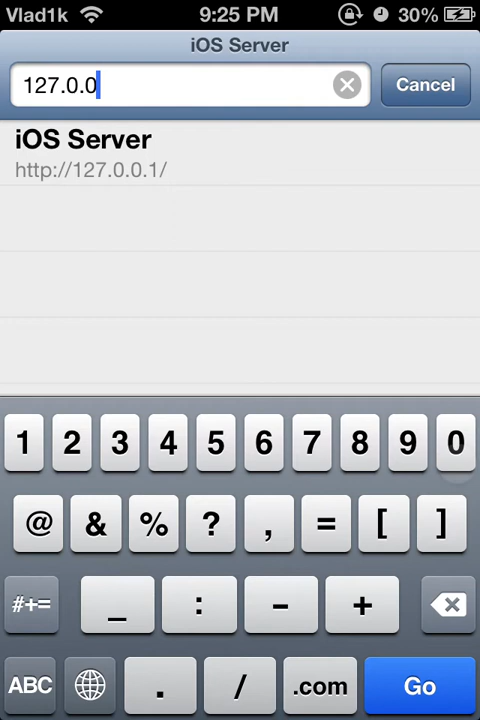 Vlad1k 9:25 PM 30%
iOS Server
127.0.0 Cancel
iOS Server
http://127.0.0.1/
1 2 3 4 5 6 7 8 9 0
@ & % ? , = [ ]
#+= _ : - +
ABC . / .com Go